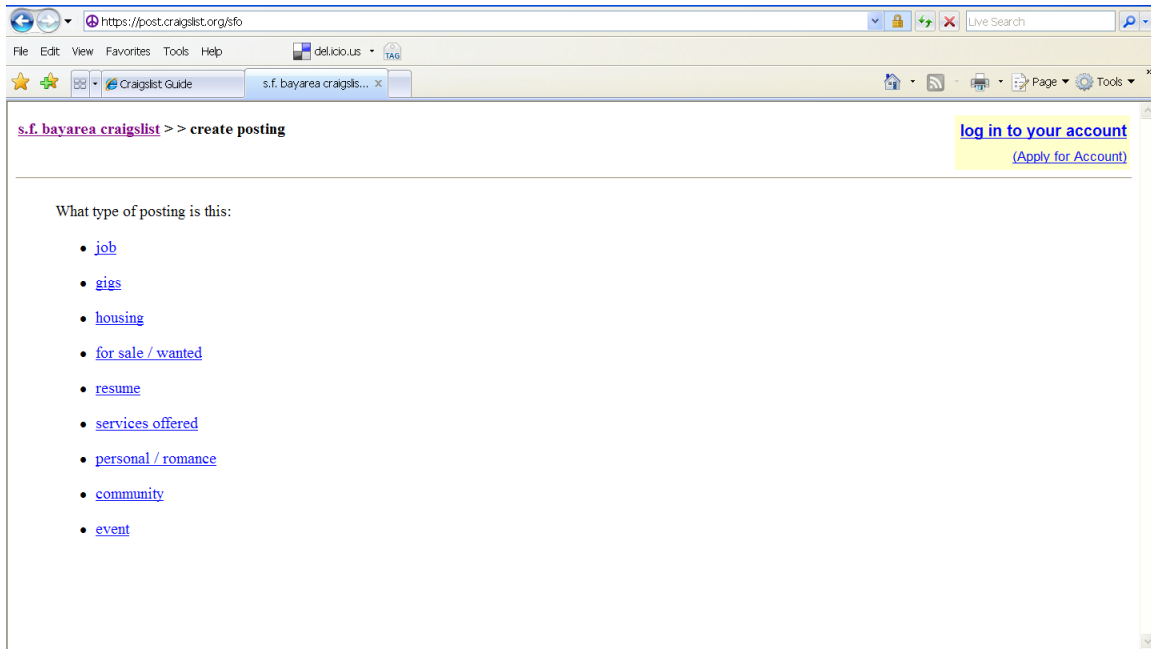 https://post.craigslist.org/sfo
Live Search
File Edit View Favorites Tools Help
del.icio.us
TAG
Craigslist Guide
s.f. bayarea craigslis...
Page
Tools
s.f. bayarea craigslist > > create posting
log in to your account
(Apply for Account)
What type of posting is this:
job
gigs
housing
for sale / wanted
resume
services offered
personal / romance
community
event